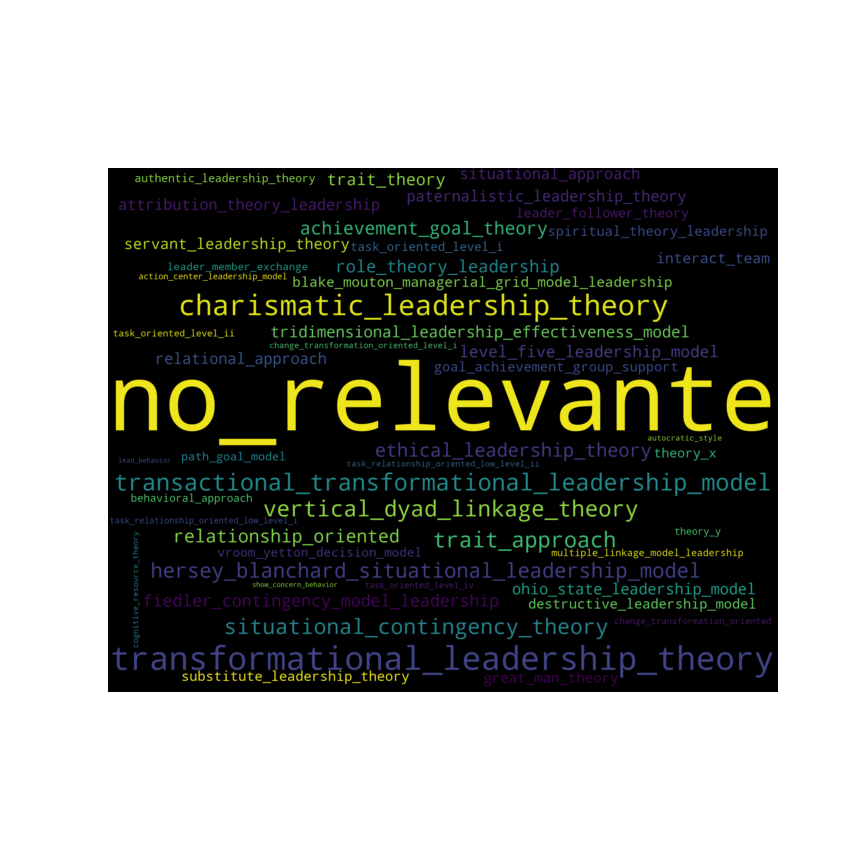 authentic_leadership_theory trait_theory situational_approach
attribution_theory_leadership paternalistic_leadership_theory
leader_follower_theory
achievement_goal_theory spiritual_theory_leadership
servant_leadership_theory task_oriented_level_i
interact_team
leader_member_exchange role_theory_leadership
action_center_leadership_model blake_mouton_managerial_grid_model_leadership
charismatic_leadership_theory
task_oriented_level_ii tridimensional_leadership_effectiveness_model
change_transformation_oriented_level_i
relational_approach level_five_leadership_model
goal_achievement_group_support
no_relevante
autocratic_style
ethical_leadership_theory theory_x
lead_behavior path_goal_model
task_relationship_oriented_low_level_ii
transactional_transformational_leadership_model
behavioral_approach
vertical_dyad_linkage_theory
task_relationship_oriented_low_level_i
relationship_oriented trait_approach theory_y
vroom_yetton_decision_model multiple_linkage_model_leadership
hersey_blanchard_situational_leadership_model
show_concern_behavior task_oriented_level_iv
ohio_state_leadership_model
cognitive_resource_theory
fiedler_contingency_model_leadership destructive_leadership_model
situational_contingency_theory change_transformation_oriented
transformational_leadership_theory
substitute_leadership_theory great_man_theory